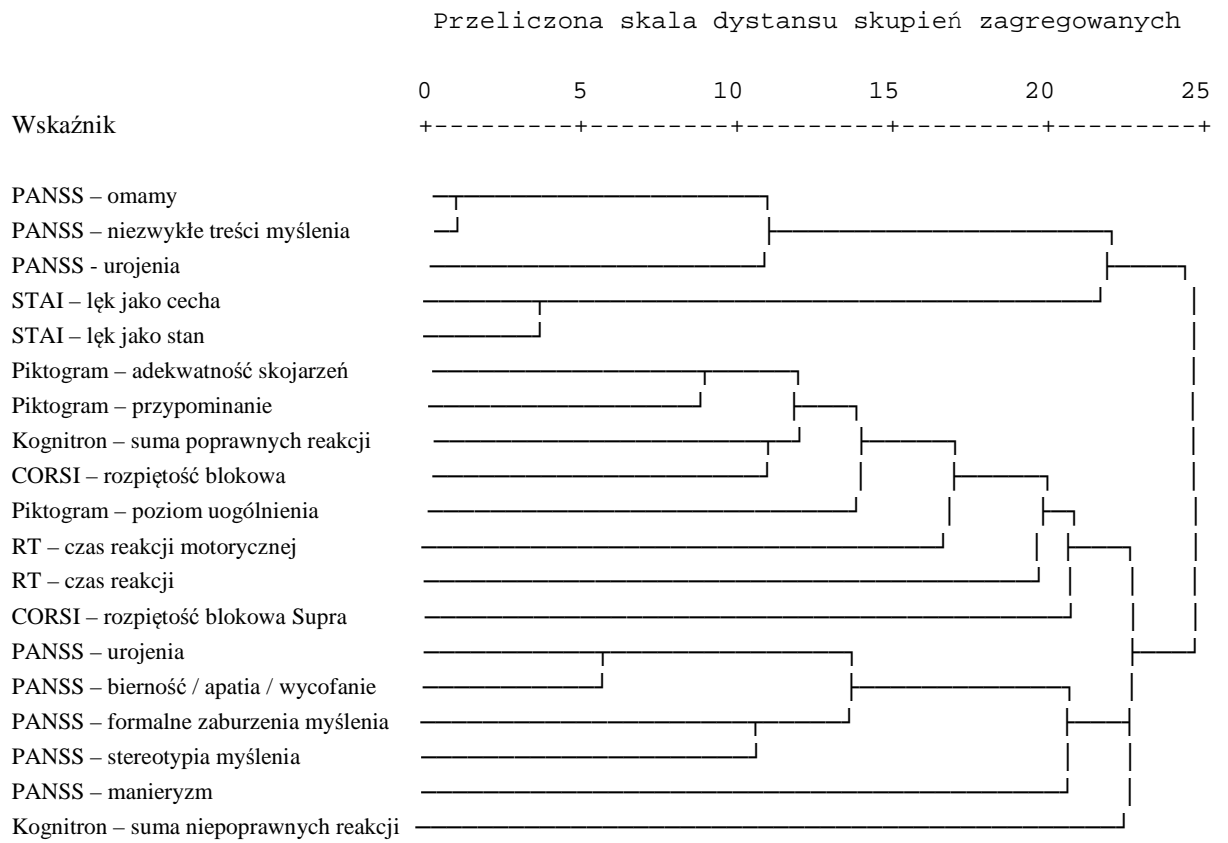 Przeliczona skala dystansu skupień zagregowanych
0 5 10 15 20 25
Wskaźnik +---------+---------+---------+---------+---------+
PANSS – omamy
PANSS – niezwykłe treści myślenia
PANSS - urojenia
STAI – lęk jako cecha
STAI – lęk jako stan
Piktogram – adekwatność skojarzeń
Piktogram – przypominanie
Kognitron – suma poprawnych reakcji
CORSI – rozpiętość blokowa
Piktogram – poziom uogólnienia
RT – czas reakcji motorycznej
RT – czas reakcji
CORSI – rozpiętość blokowa Supra
PANSS – urojenia
PANSS – bierność / apatia / wycofanie
PANSS – formalne zaburzenia myślenia
PANSS – stereotypia myślenia
PANSS – manieryzm
Kognitron – suma niepoprawnych reakcji